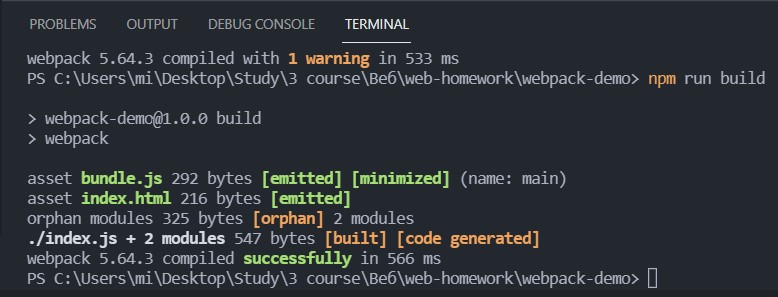 PROBLEMS OUTPUT DEBUG CONSOLE TERMINAL
webpack 5.64.3 compiled with 1 warning in 533 ms
PS C:\Users\mi\Desktop\Study\3 course\Веб\web-homework\webpack-demo> npm run build
> webpack-demo@1.0.0 build
> webpack
asset bundle.js 292 bytes [emitted] [minimized] (name: main)
asset index.html 216 bytes [emitted]
orphan modules 325 bytes [orphan] 2 modules
./index.js + 2 modules 547 bytes [built] [code generated]
webpack 5.64.3 compiled successfully in 566 ms
PS C:\Users\mi\Desktop\Study\3 course\Веб\web-homework\webpack-demo>